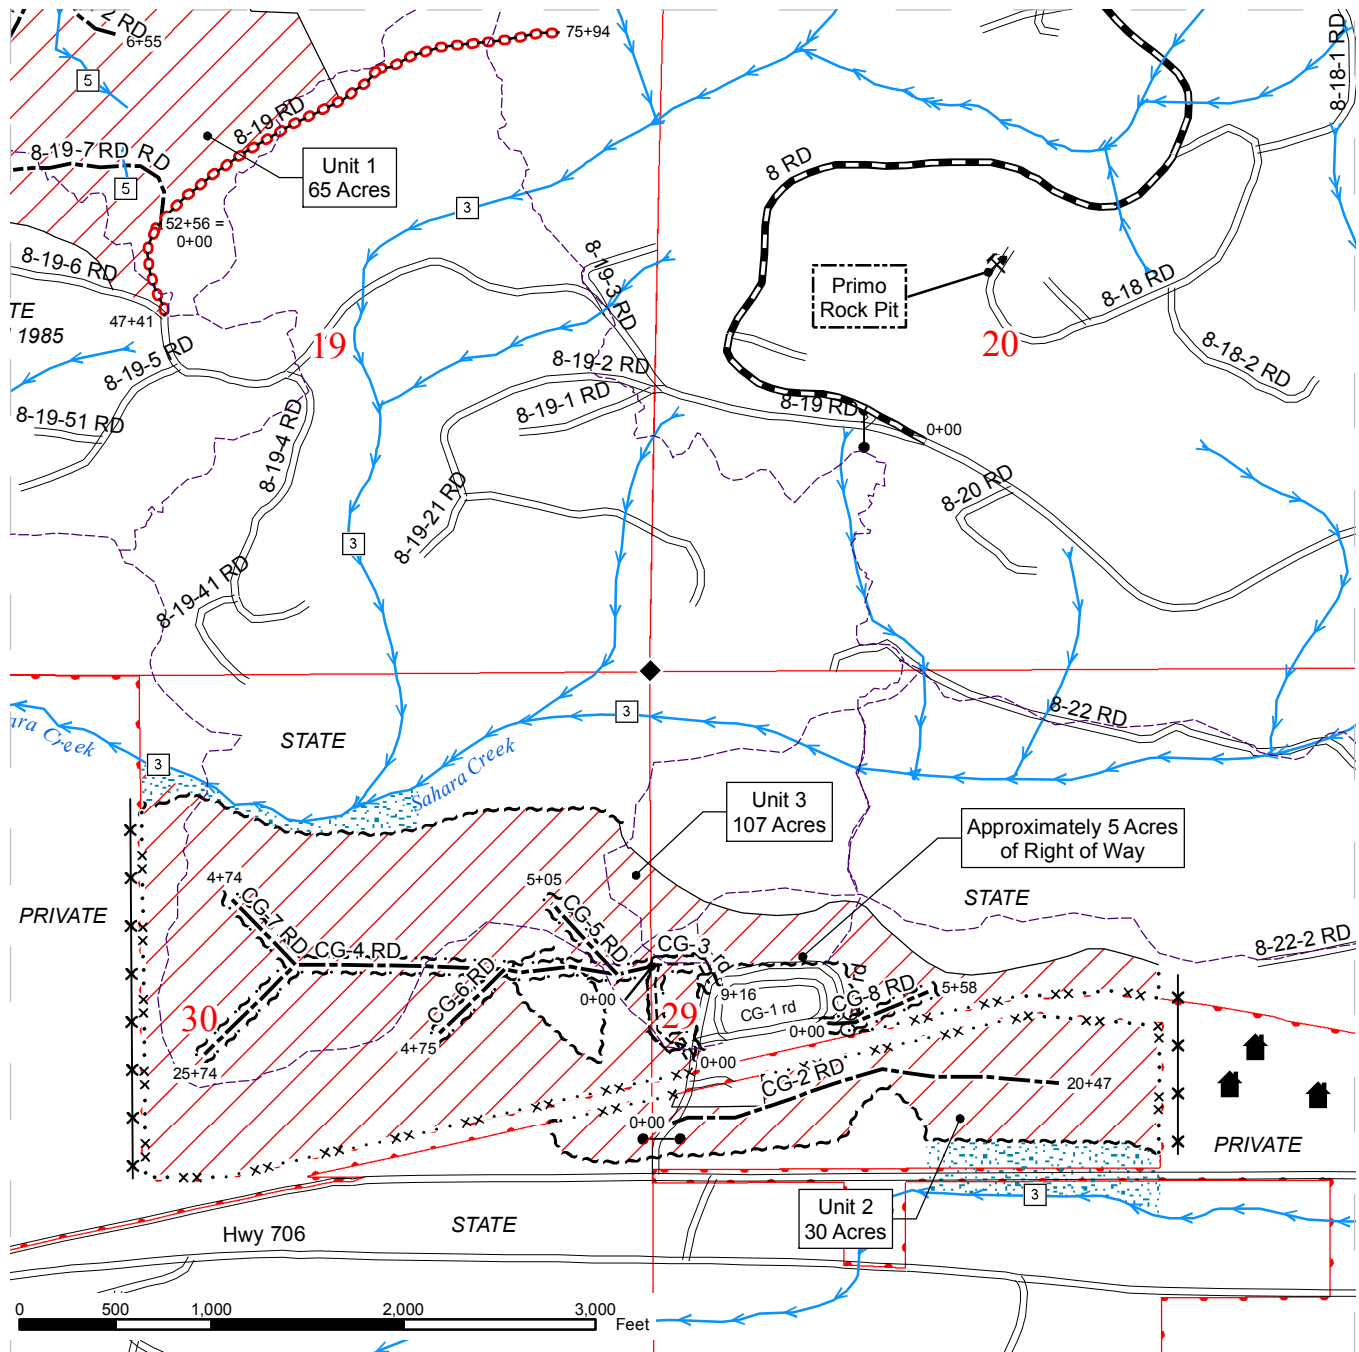 2 RD
6+55
75+94
5
8-19 RD
8-18-1 RD
8 RD
8-19-7 RD
RD
Unit 1
65 Acres
5
3
52+56 =
0+00
8-19-6 RD
8-19-3 RD
Primo
Rock Pit
8-18 RD
TE
1985
47+41
19
20
8-19-5 RD
8-19-2 RD
8-18-2 RD
8-19-1 RD
8-19 RD
0+00
8-19-51 RD
8-19-4 RD
8-20 RD
8-19-21 RD
3
8-19-41 RD
3
8-22 RD
ara Creek
STATE
Sahara Creek
3
Unit 3
107 Acres
Approximately 5 Acres
of Right of Way
4+74
5+05
PRIVATE
STATE
CG-7 RD
CG-4 RD
CG-5 RD
CG-3 rd
rd
8-22-2 RD
CG-6 RD
0+00
9+16
CG-1 rd
CG-8 RD
5+58
30
29
0+00
4+75
25+74
0+00
CG-2 RD
20+47
0+00
PRIVATE
3
Unit 2
30 Acres
STATE
Hwy 706
0
500
1,000
2,000
3,000
Feet